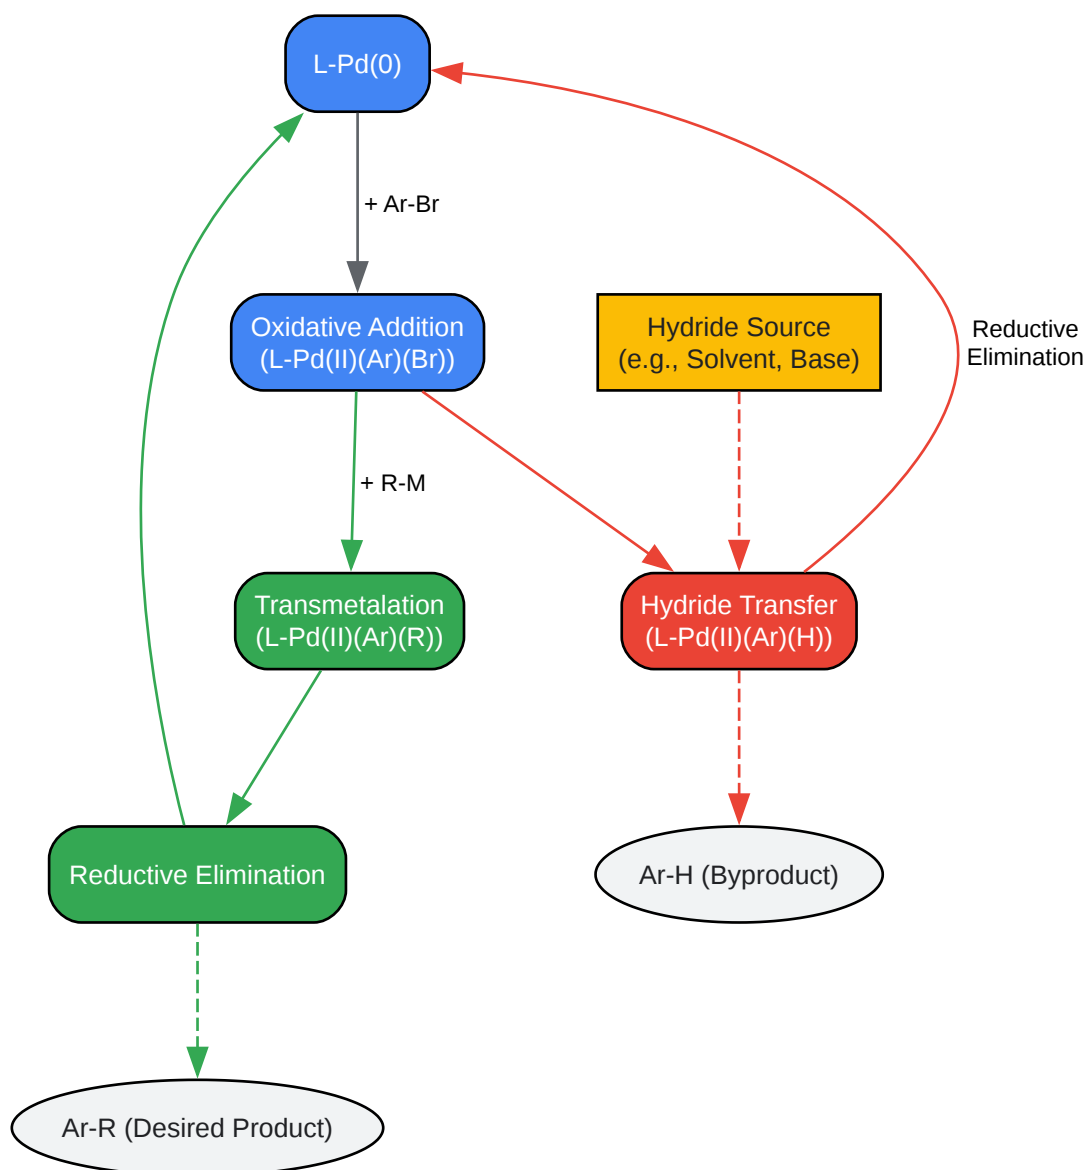 L-Pd(0)
+ Ar-Br
Oxidative Addition
(L-Pd(II)(Ar)(Br))
Hydride Source
(e.g., Solvent, Base)
Reductive
Elimination
+ R-M
Transmetalation
(L-Pd(II)(Ar)(R))
Hydride Transfer
(L-Pd(II)(Ar)(H))
Reductive Elimination
Ar-H (Byproduct)
Ar-R (Desired Product)